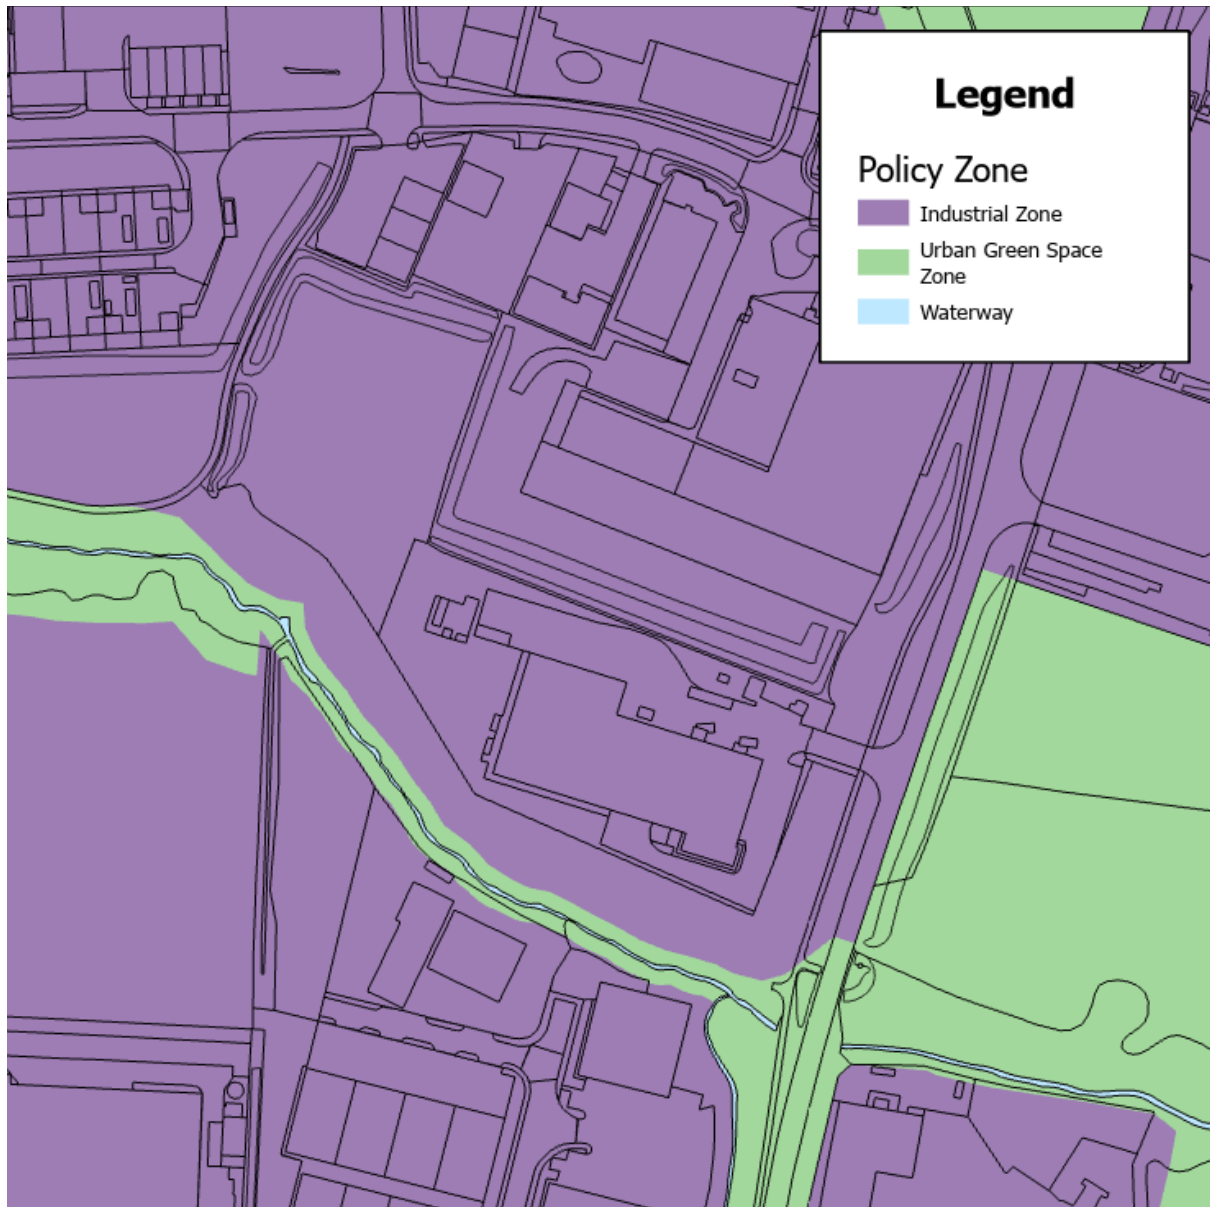 Legend
Policy Zone
Industrial Zone
Urban Green Space
Zone
Waterway